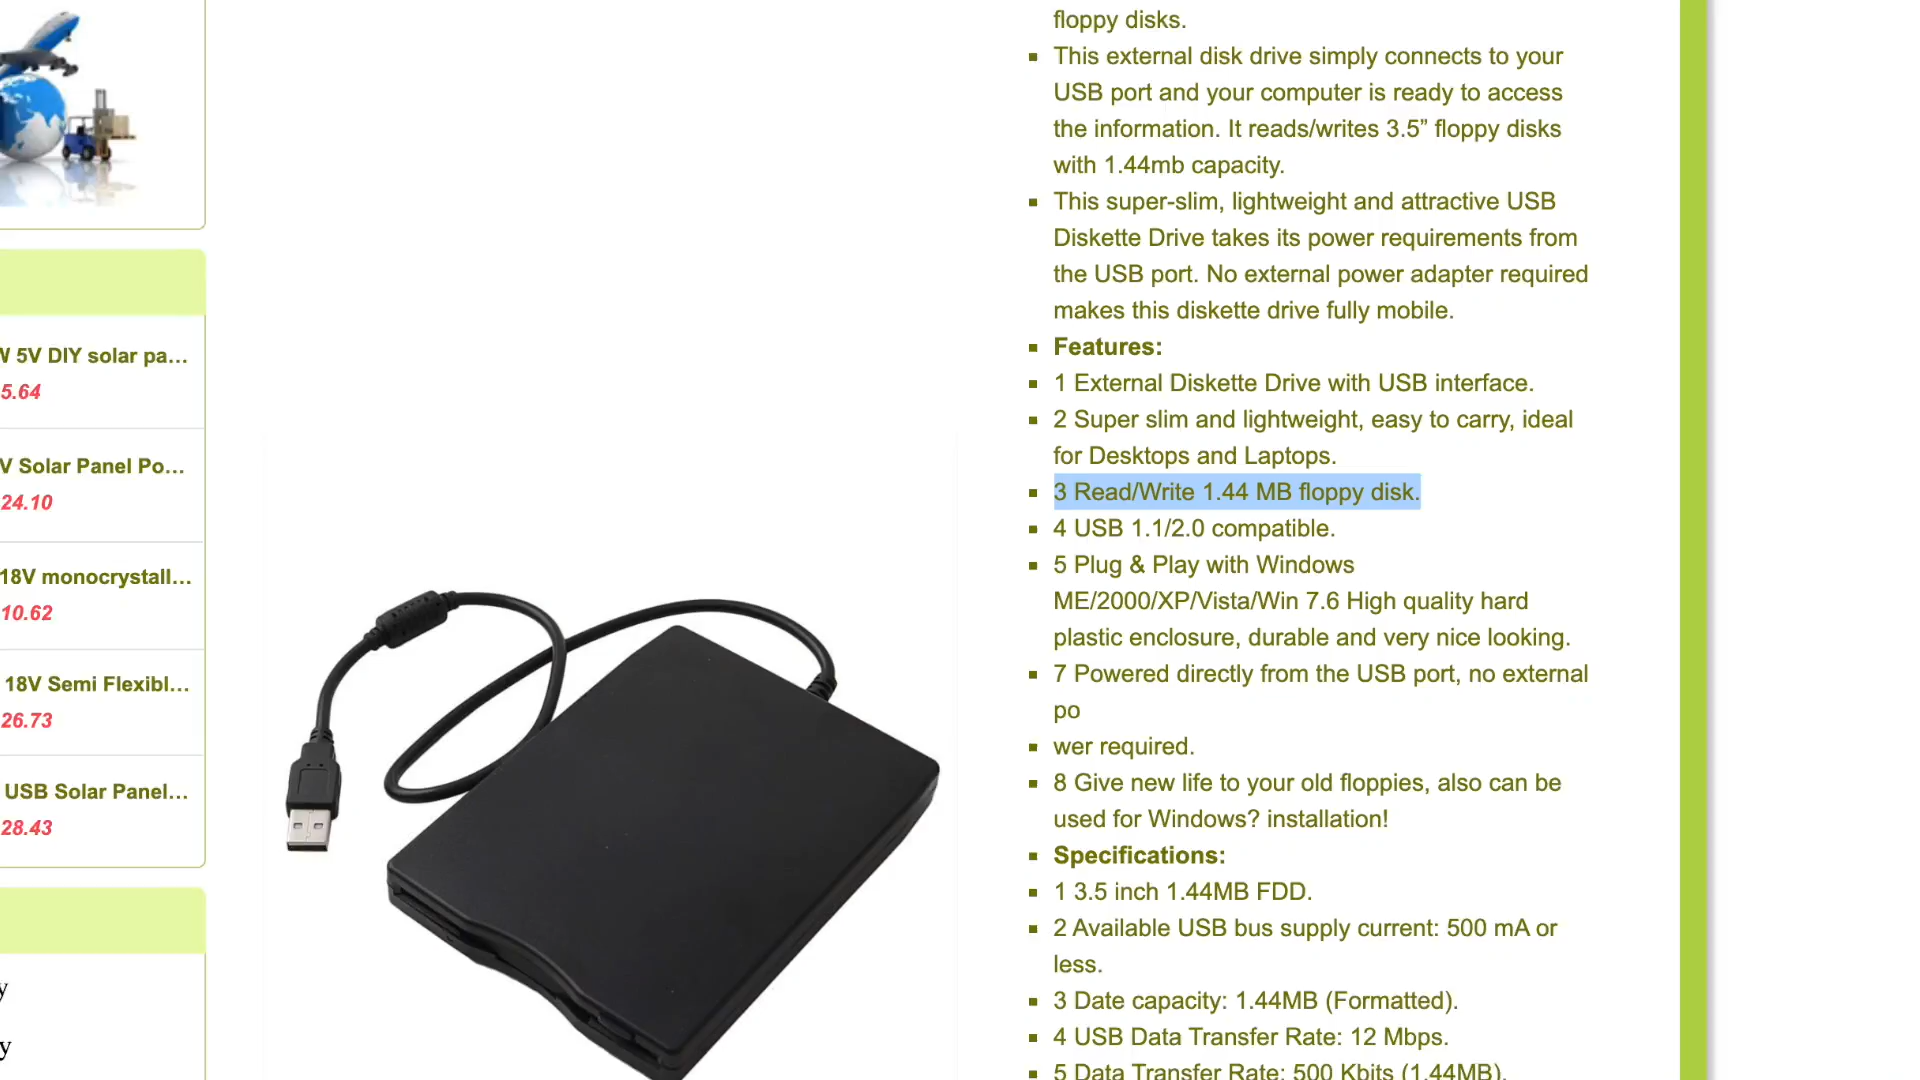 W 5V DIY solar pa...
5.64
V Solar Panel Po...
24.10
18V monocrystall...
10.62
18V Semi Flexibl...
26.73
USB Solar Panel...
28.43
y
y
floppy disks.
This external disk drive simply connects to your
USB port and your computer is ready to access
the information. It reads/writes 3.5” floppy disks
with 1.44mb capacity.
This super-slim, lightweight and attractive USB
Diskette Drive takes its power requirements from
the USB port. No external power adapter required
makes this diskette drive fully mobile.
Features:
1 External Diskette Drive with USB interface.
2 Super slim and lightweight, easy to carry, ideal
for Desktops and Laptops.
3 Read/Write 1.44 MB floppy disk.
4 USB 1.1/2.0 compatible.
5 Plug & Play with Windows
ME/2000/XP/Vista/Win 7.6 High quality hard
plastic enclosure, durable and very nice looking.
7 Powered directly from the USB port, no external
po
wer required.
8 Give new life to your old floppies, also can be
used for Windows? installation!
Specifications:
1 3.5 inch 1.44MB FDD.
2 Available USB bus supply current: 500 mA or
less.
3 Date capacity: 1.44MB (Formatted).
4 USB Data Transfer Rate: 12 Mbps.
5 Data Transfer Rate: 500 Kbits (1.44MB).